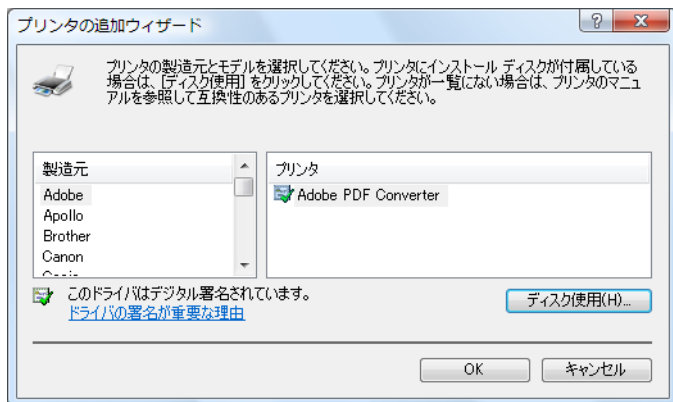 プリンタの追加ウィザード
プリンタの製造元とモデルを選択してください。プリンタにインストール ディスクが付属している
場合は、[ディスク使用] をクリックしてください。プリンタが一覧にない場合は、プリンタのマニュ
アルを参照して互換性のあるプリンタを選択してください。
製造元
Adobe
Apollo
Brother
Canon
プリンタ
Adobe PDF Converter
このドライバはデジタル署名されています。
ドライバの署名が重要な理由
ディスク使用(H)...
OK
キャンセル